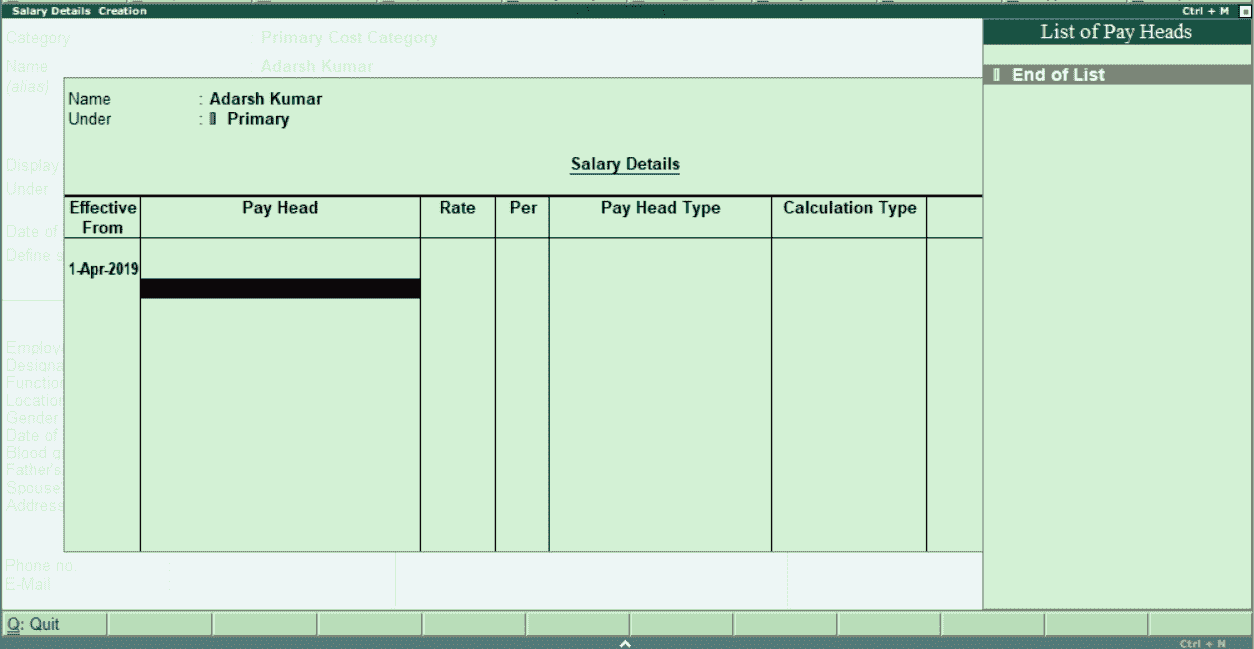 Salary Details Creation Ctrl + M
Category Primary Cost Category
Name Adarsh Kumar
(alias)
List of Pay Heads
End of List
Name : Adarsh Kumar
Under : Primary
Salary Details
Display
Under
Date of
Define s
Effective From Pay Head Rate Per Pay Head Type Calculation Type
1-Apr-2019
Employ
Designa
Function
Location
Gender
Date of
Blood g
Father's
Spouse
Address
Phone no
E-Mail
Q: Quit
Ctrl + N